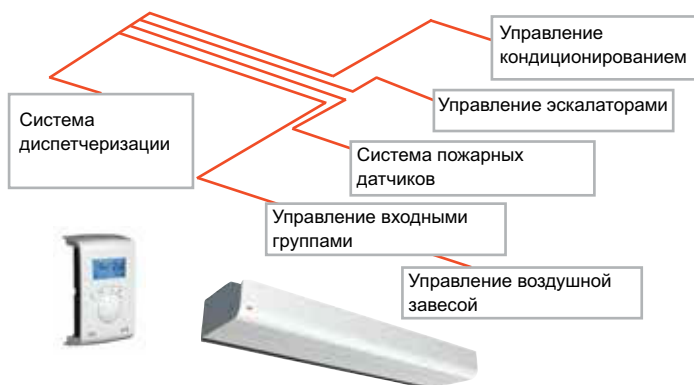 Управление
кондиционированием
Управление эскалаторами
Система
диспетчеризации
Система пожарных
датчиков
Управление входными
группами
Управление воздушной
завесой